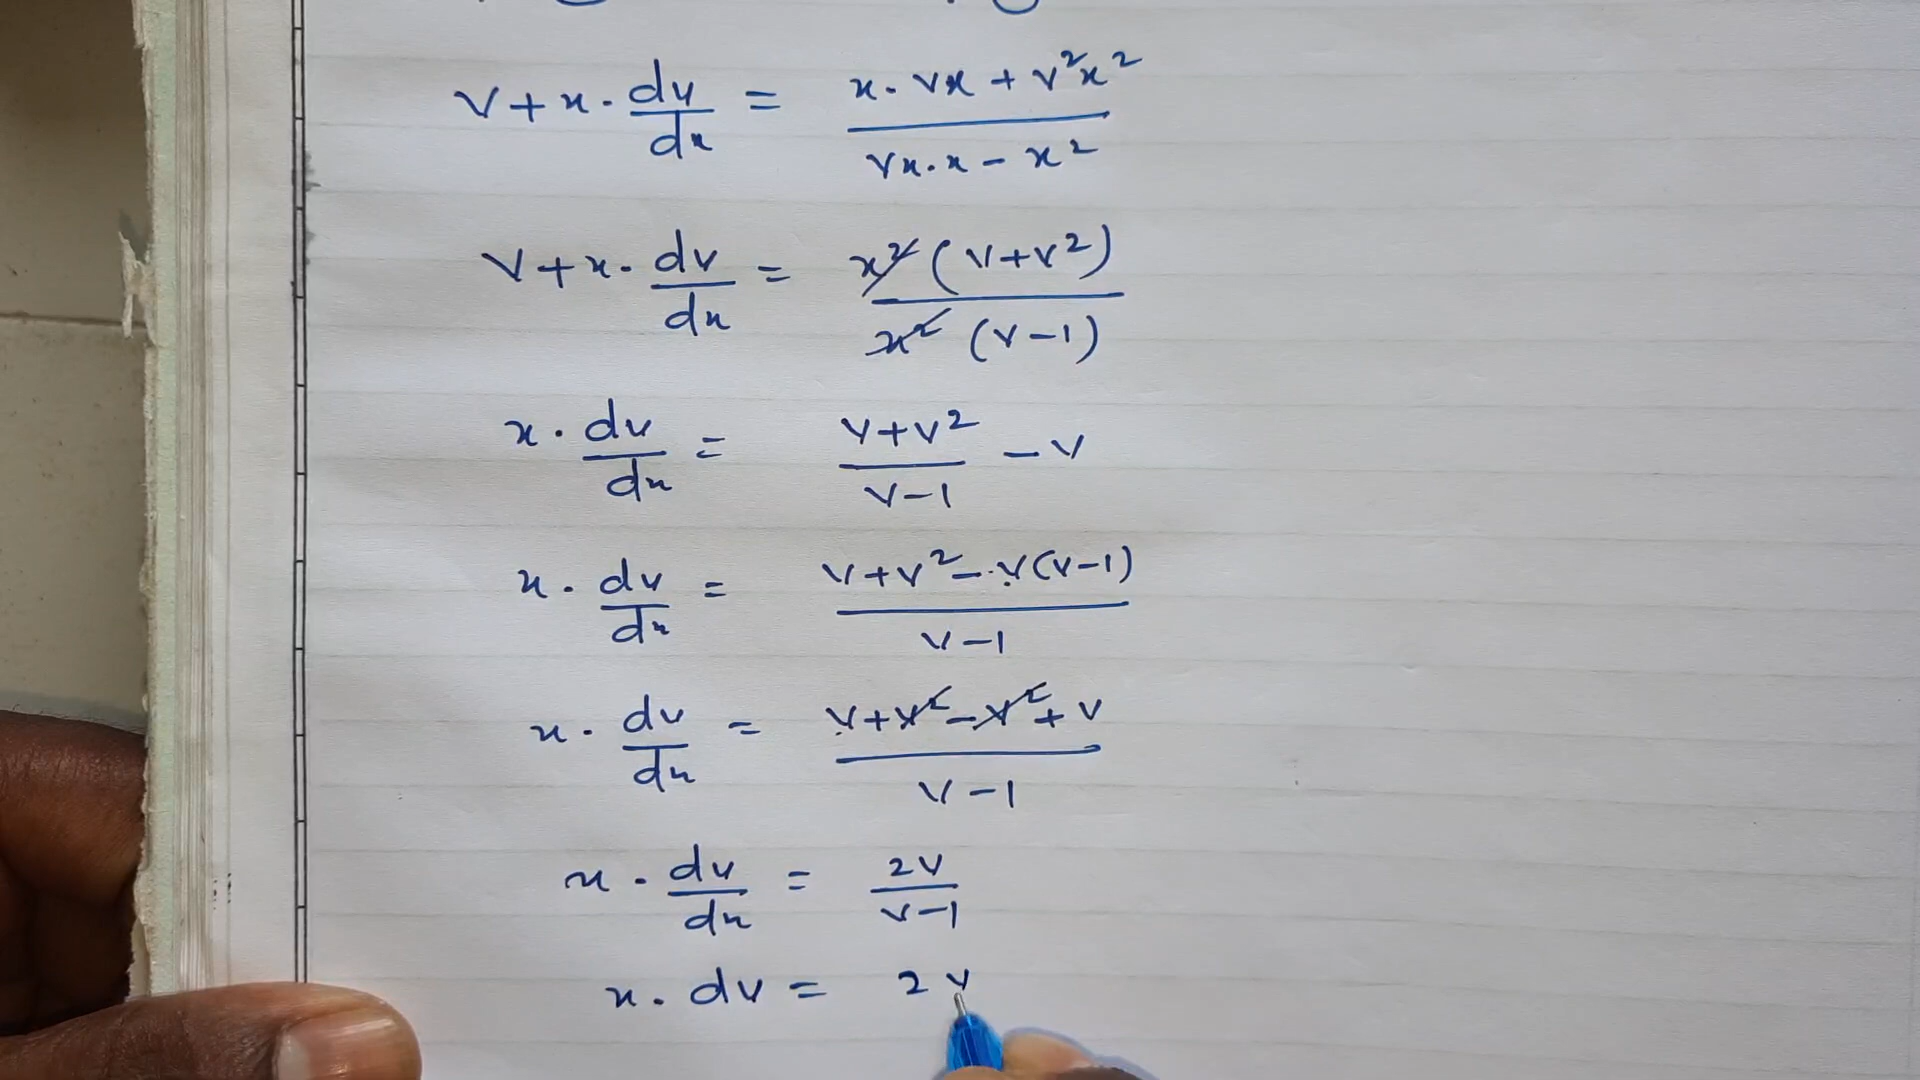 v + x · dv/dx = (x · vx + v²x²)/(vx · x − x²)
v + x · dv/dx = x²(v + v²)/x²(v − 1)
x · dv/dx = (v + v²)/(v − 1) − v
x · dv/dx = (v + v² − v(v − 1))/(v − 1)
x · dv/dx = (v + v² − v² + v)/(v − 1)
x · dv/dx = 2v/(v − 1)
x · dv = 2v